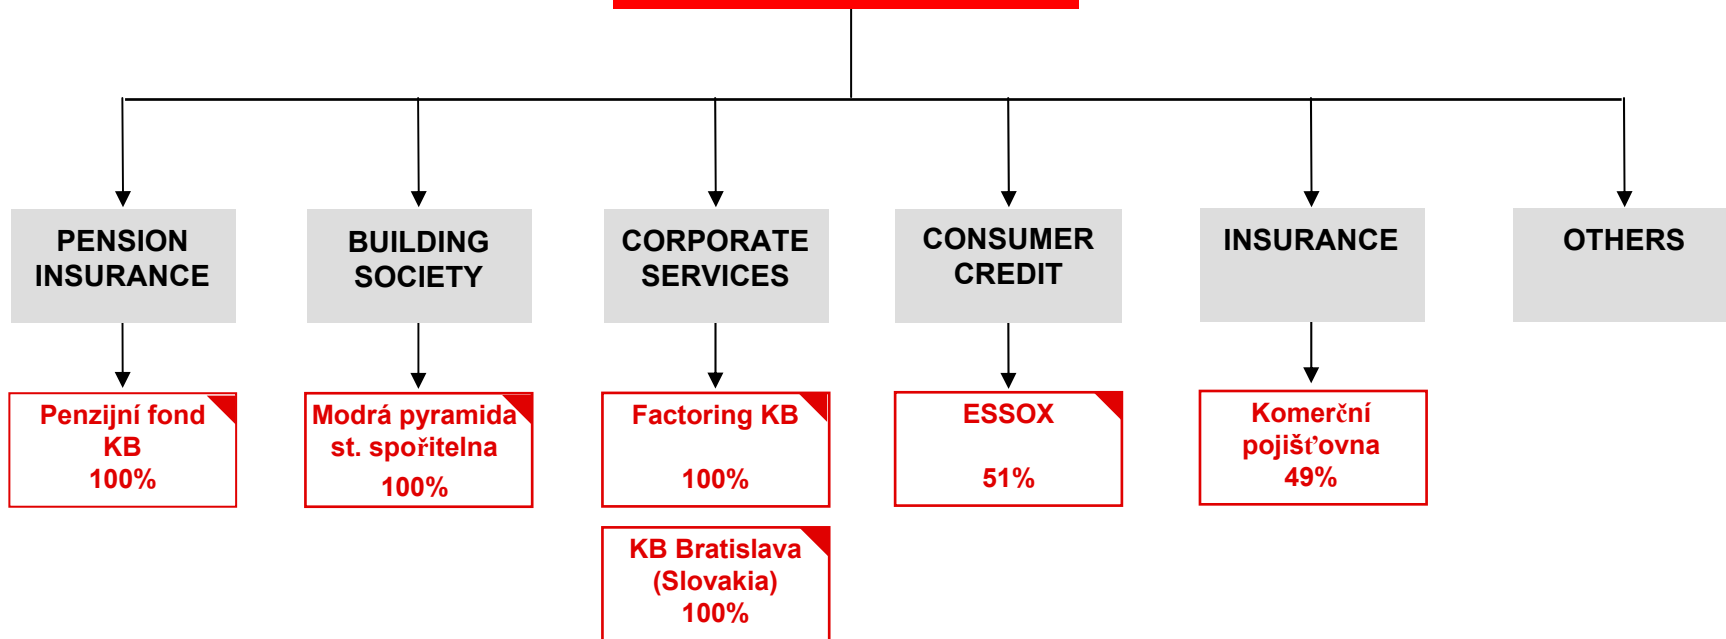 PENSION
INSURANCE
BUILDING
SOCIETY
CORPORATE
SERVICES
CONSUMER
CREDIT
INSURANCE
OTHERS
Penzijní fond
KB
100%
Modrá pyramida
st. spořitelna
100%
Factoring KB
100%
ESSOX
51%
Komerční
pojišťovna
49%
KB Bratislava
(Slovakia)
100%